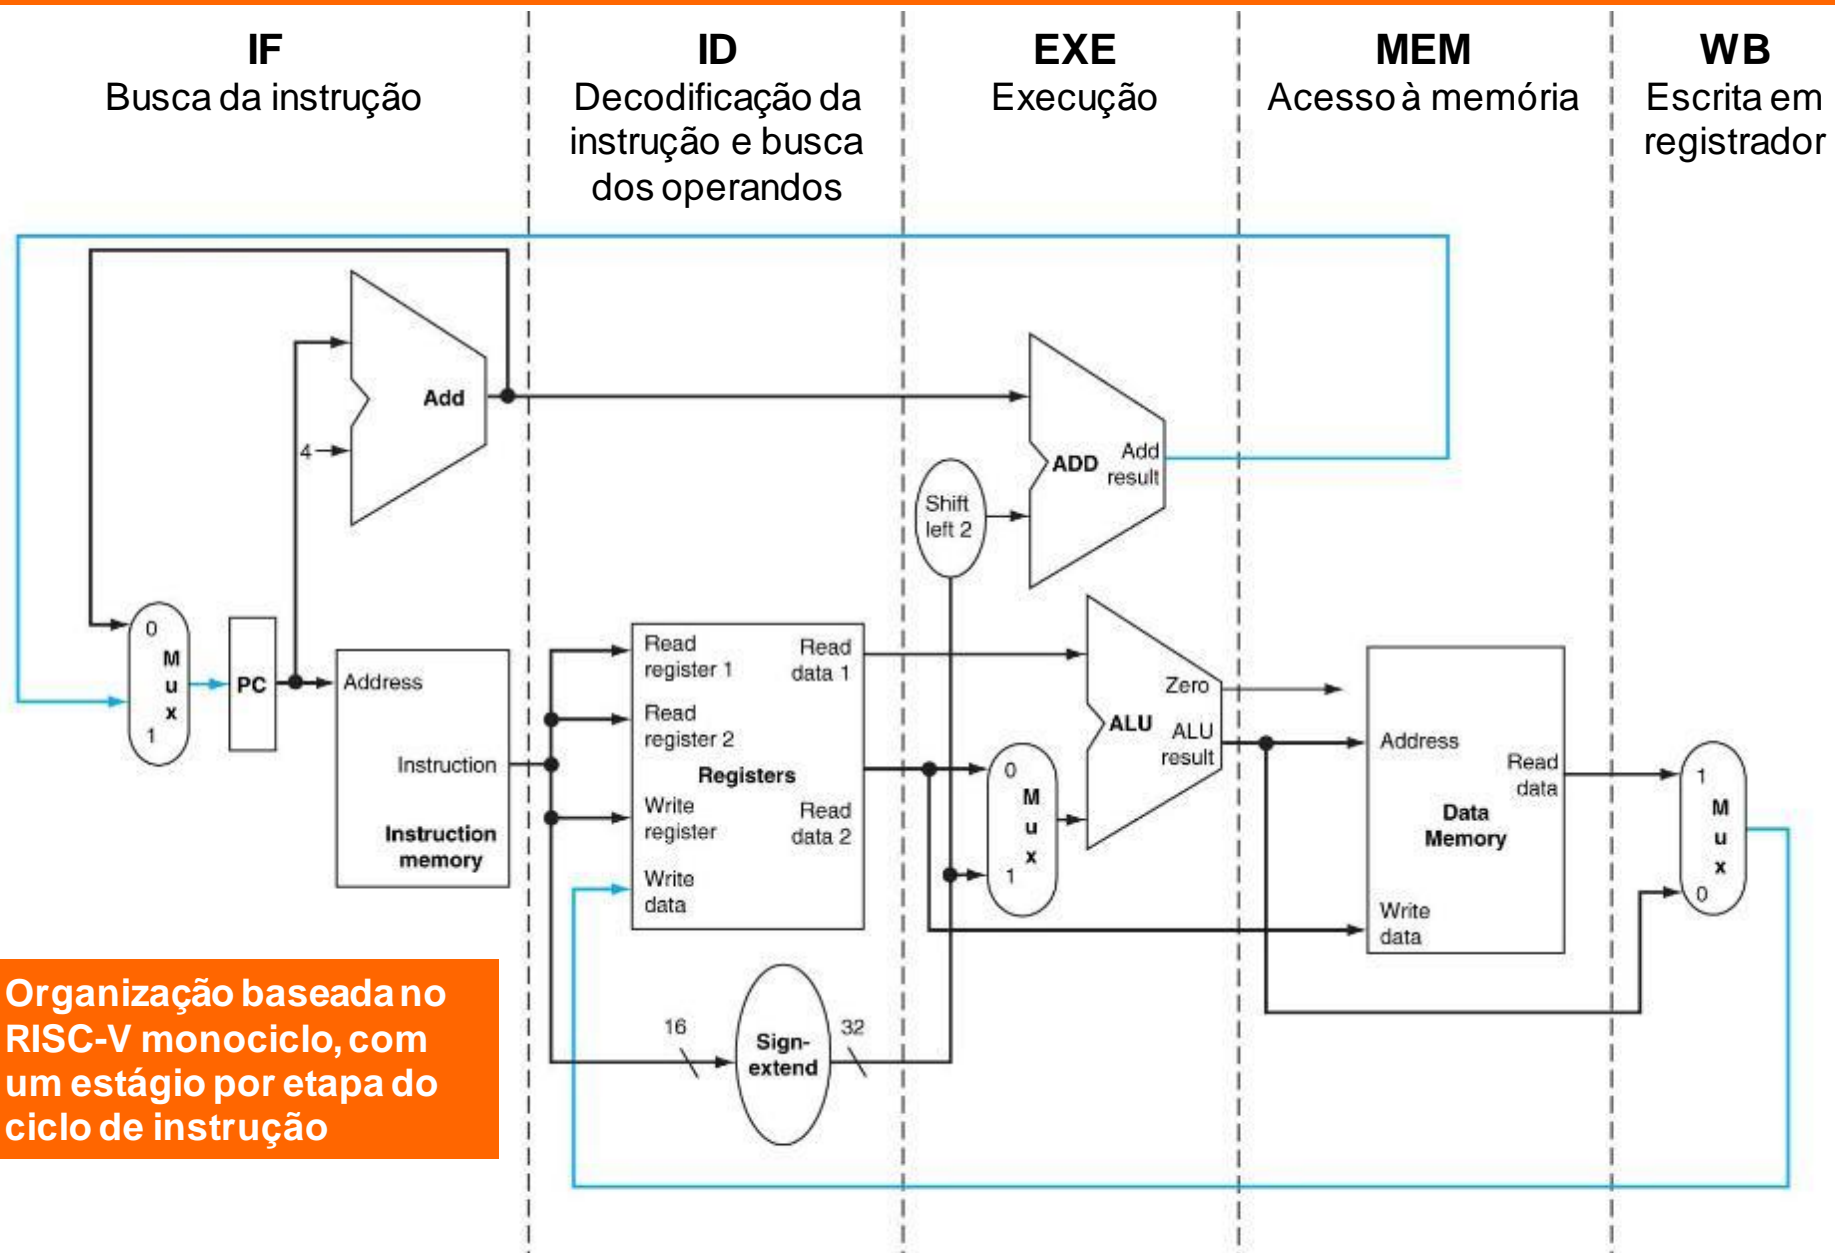 IF
Busca da instrução
ID
Decodificação da
instrução e busca
dos operandos
EXE
Execução
MEM
Acesso à memória
WB
Escrita em
registrador
Add
4
ADD
Add
result
Shift
left 2
0
M
u
x
1
PC
Address
Instruction
Instruction
memory
Read
register 1
Read
data 1
Read
register 2
Registers
Write
register
Read
data 2
Write
data
0
M
u
x
1
Zero
ALU
ALU
result
Address
Read
data
Data
Memory
Write
data
1
M
u
x
0
16
Sign-
extend
32
Organização baseada no
RISC-V monociclo, com
um estágio por etapa do
ciclo de instrução